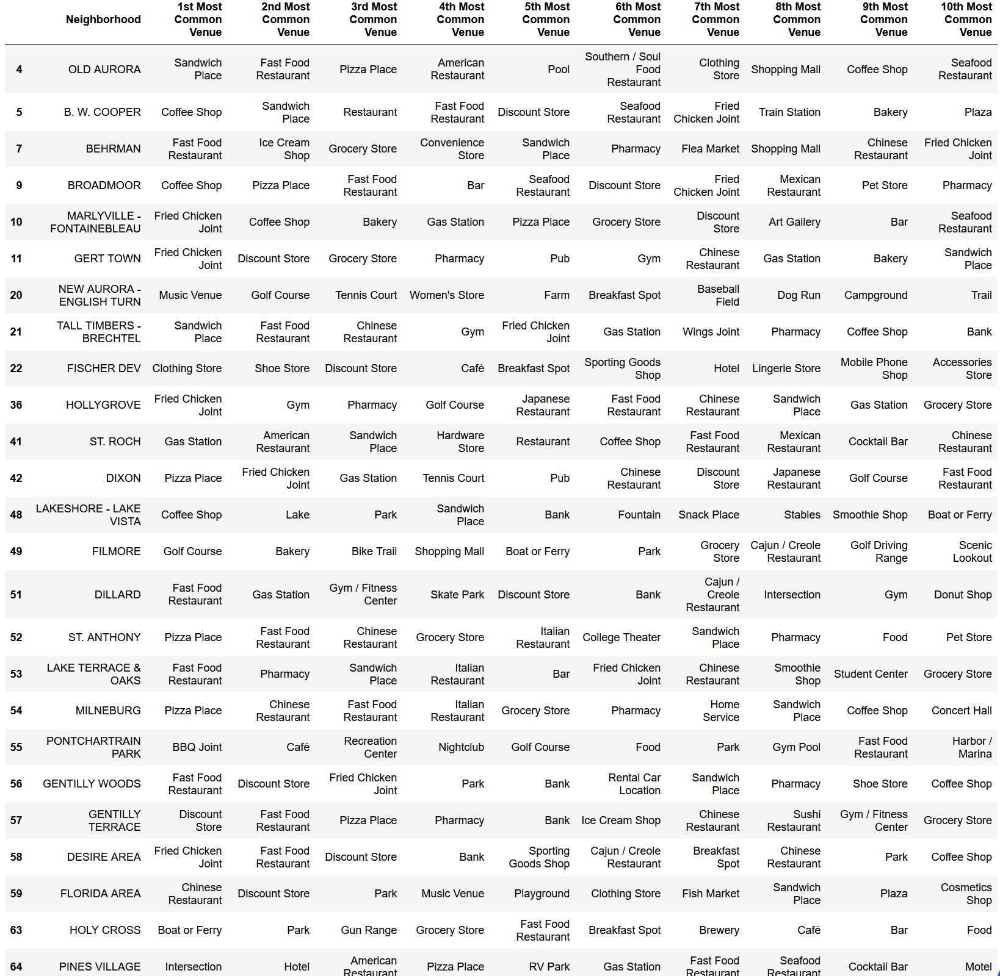 Neighborhood 1st Most Common Venue 2nd Most Common Venue 3rd Most Common Venue 4th Most Common Venue 5th Most Common Venue 6th Most Common Venue 7th Most Common Venue 8th Most Common Venue 9th Most Common Venue 10th Most Common Venue
4 OLD AURORA Sandwich Place Fast Food Restaurant Pizza Place American Restaurant Pool Southern / Soul Food Restaurant Clothing Store Shopping Mall Coffee Shop Seafood Restaurant
5 B. W. COOPER Coffee Shop Sandwich Place Restaurant Fast Food Restaurant Discount Store Seafood Restaurant Fried Chicken Joint Train Station Bakery Plaza
7 BEHRMAN Fast Food Restaurant Ice Cream Shop Grocery Store Convenience Store Sandwich Place Pharmacy Flea Market Shopping Mall Chinese Restaurant Fried Chicken Joint
9 BROADMOOR Coffee Shop Pizza Place Fast Food Restaurant Bar Seafood Restaurant Discount Store Fried Chicken Joint Mexican Restaurant Pet Store Pharmacy
10 MARLYVILLE - FONTAINEBLEAU Fried Chicken Joint Coffee Shop Bakery Gas Station Pizza Place Grocery Store Discount Store Art Gallery Bar Seafood Restaurant
11 GERT TOWN Fried Chicken Joint Discount Store Grocery Store Pharmacy Pub Gym Chinese Restaurant Gas Station Bakery Sandwich Place
20 NEW AURORA - ENGLISH TURN Music Venue Golf Course Tennis Court Women's Store Farm Breakfast Spot Baseball Field Dog Run Campground Trail
21 TALL TIMBERS - BRECHTEL Sandwich Place Fast Food Restaurant Chinese Restaurant Gym Fried Chicken Joint Gas Station Wings Joint Pharmacy Coffee Shop Bank
22 FISCHER DEV Clothing Store Shoe Store Discount Store Café Breakfast Spot Sporting Goods Shop Hotel Lingerie Store Mobile Phone Shop Accessories Store
36 HOLLYGROVE Fried Chicken Joint Gym Pharmacy Golf Course Japanese Restaurant Fast Food Restaurant Chinese Restaurant Sandwich Place Gas Station Grocery Store
41 ST. ROCH Gas Station American Restaurant Sandwich Place Hardware Store Restaurant Coffee Shop Fast Food Restaurant Mexican Restaurant Cocktail Bar Chinese Restaurant
42 DIXON Pizza Place Fried Chicken Joint Gas Station Tennis Court Pub Chinese Restaurant Discount Store Japanese Restaurant Golf Course Fast Food Restaurant
48 LAKESHORE - LAKE VISTA Coffee Shop Lake Park Sandwich Place Bank Fountain Snack Place Stables Smoothie Shop Boat or Ferry
49 FILMORE Golf Course Bakery Bike Trail Shopping Mall Boat or Ferry Park Grocery Store Cajun / Creole Restaurant Golf Driving Range Scenic Lookout
51 DILLARD Fast Food Restaurant Gas Station Gym / Fitness Center Skate Park Discount Store Bank Cajun / Creole Restaurant Intersection Gym Donut Shop
52 ST. ANTHONY Pizza Place Fast Food Restaurant Chinese Restaurant Grocery Store Italian Restaurant College Theater Sandwich Place Pharmacy Food Pet Store
53 LAKE TERRACE & OAKS Fast Food Restaurant Pharmacy Sandwich Place Italian Restaurant Bar Fried Chicken Joint Chinese Restaurant Smoothie Shop Student Center Grocery Store
54 MILNEBURG Pizza Place Chinese Restaurant Fast Food Restaurant Italian Restaurant Grocery Store Pharmacy Home Service Sandwich Place Coffee Shop Concert Hall
55 PONTCHARTRAIN PARK BBQ Joint Café Recreation Center Nightclub Golf Course Food Park Gym Pool Fast Food Restaurant Harbor / Marina
56 GENTILLY WOODS Fast Food Restaurant Discount Store Fried Chicken Joint Park Bank Rental Car Location Sandwich Place Pharmacy Shoe Store Coffee Shop
57 GENTILLY TERRACE Discount Store Fast Food Restaurant Pizza Place Pharmacy Bank Ice Cream Shop Chinese Restaurant Sushi Restaurant Gym / Fitness Center Grocery Store
58 DESIRE AREA Fried Chicken Joint Fast Food Restaurant Discount Store Bank Sporting Goods Shop Cajun / Creole Restaurant Breakfast Spot Chinese Restaurant Park Coffee Shop
59 FLORIDA AREA Chinese Restaurant Discount Store Park Music Venue Playground Clothing Store Fish Market Sandwich Place Plaza Cosmetics Shop
63 HOLY CROSS Boat or Ferry Park Gun Range Grocery Store Fast Food Restaurant Breakfast Spot Brewery Café Bar Food
64 PINES VILLAGE Intersection Hotel American Restaurant Pizza Place RV Park Gas Station Fast Food Restaurant Seafood Restaurant Cocktail Bar Motel